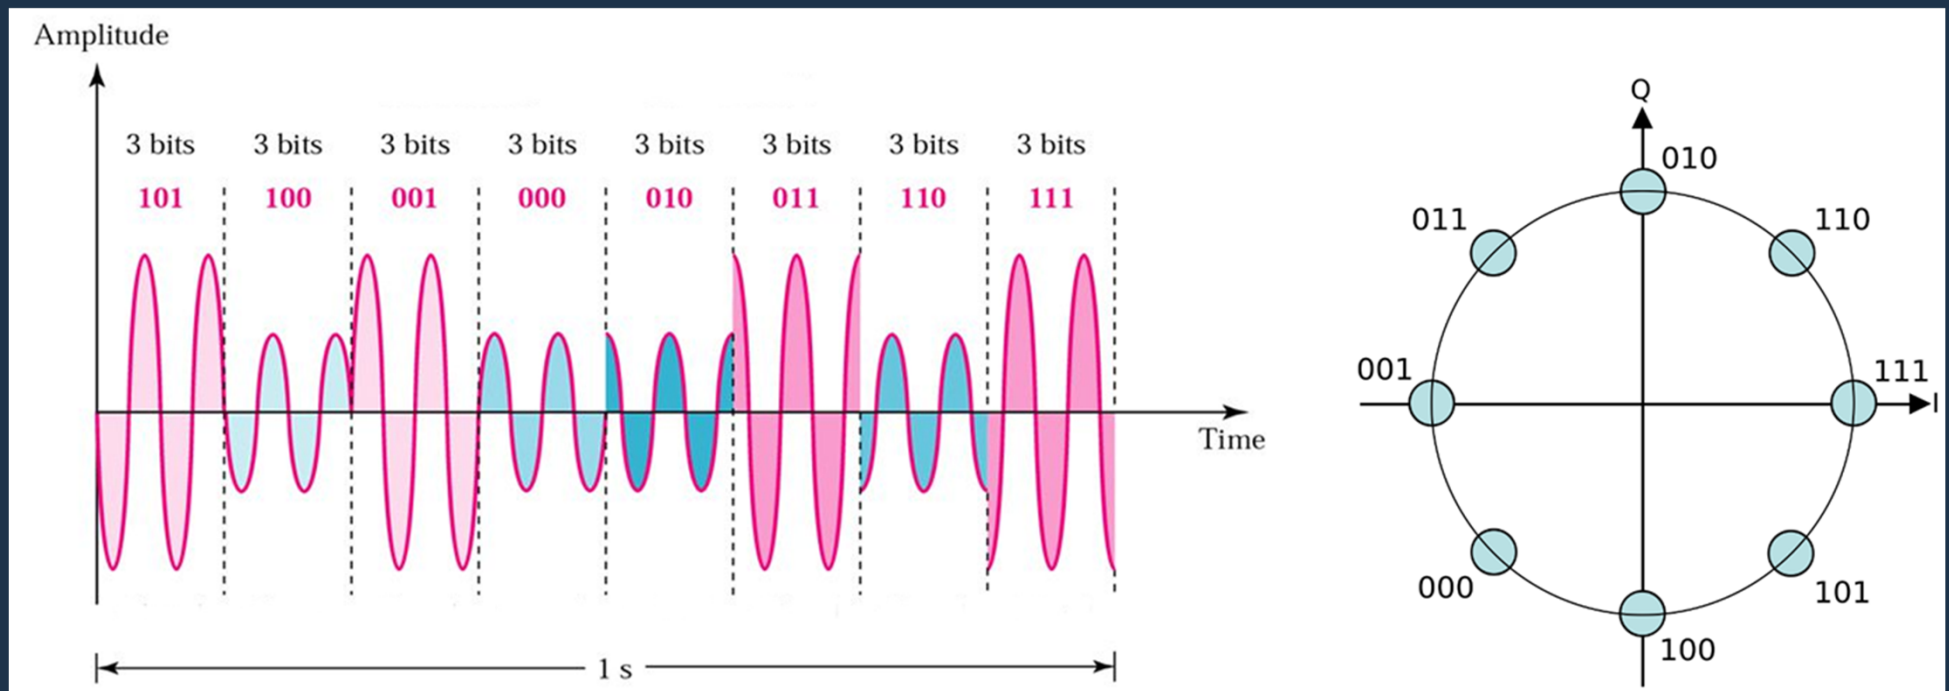 Amplitude
3 bits 3 bits 3 bits 3 bits 3 bits 3 bits 3 bits 3 bits
101 100 001 000 010 011 110 111
Time
1 s
Q
010
011 110
001 111
I
000 101
100